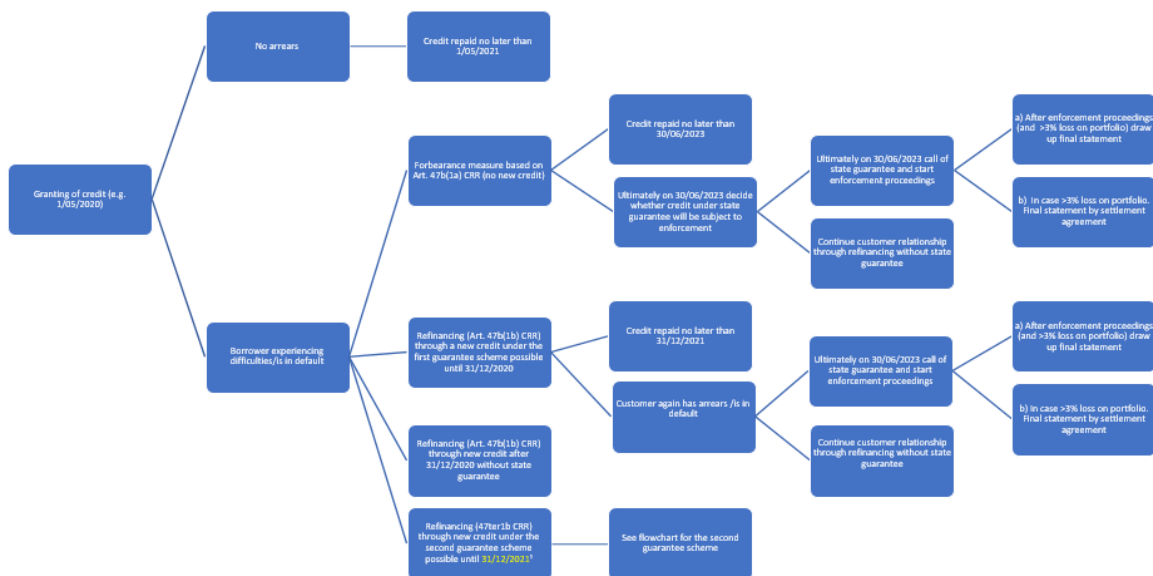 Granting of credit (e.g.
1/05/2020)
No arrears
Credit repaid no later than
1/05/2021
Borrower experiencing
difficulties/is in default
Forbearance measure based on
Art. 47b(1a) CRR (no new credit)
Credit repaid no later than
30/06/2023
Ultimately on 30/06/2023 decide
whether credit under state
guarantee will be subject to
enforcement
Ultimately on 30/06/2023 call of
state guarantee and start
enforcement proceedings
a) After enforcement proceedings
(and >3% loss on portfolio) draw
up final statement
b) In case >3% loss on portfolio.
Final statement by settlement
agreement
Continue customer relationship
through refinancing without state
guarantee
Refinancing (Art. 47b(1b) CRR)
through a new credit under the
first guarantee scheme possible
until 31/12/2020
Credit repaid no later than
31/12/2021
Customer again has arrears /is in
default
Ultimately on 30/06/2023 call of
state guarantee and start
enforcement proceedings
a) After enforcement proceedings
(and >3% loss on portfolio) draw
up final statement
b) In case >3% loss on portfolio.
Final statement by settlement
agreement
Continue customer relationship
through refinancing without state
guarantee
Refinancing (Art. 47b(1b) CRR)
through new credit after
31/12/2020 without state
guarantee
Refinancing (47ter1b CRR)
through new credit under the
second guarantee scheme
possible until 31/12/2021
See flowchart for the second
guarantee scheme